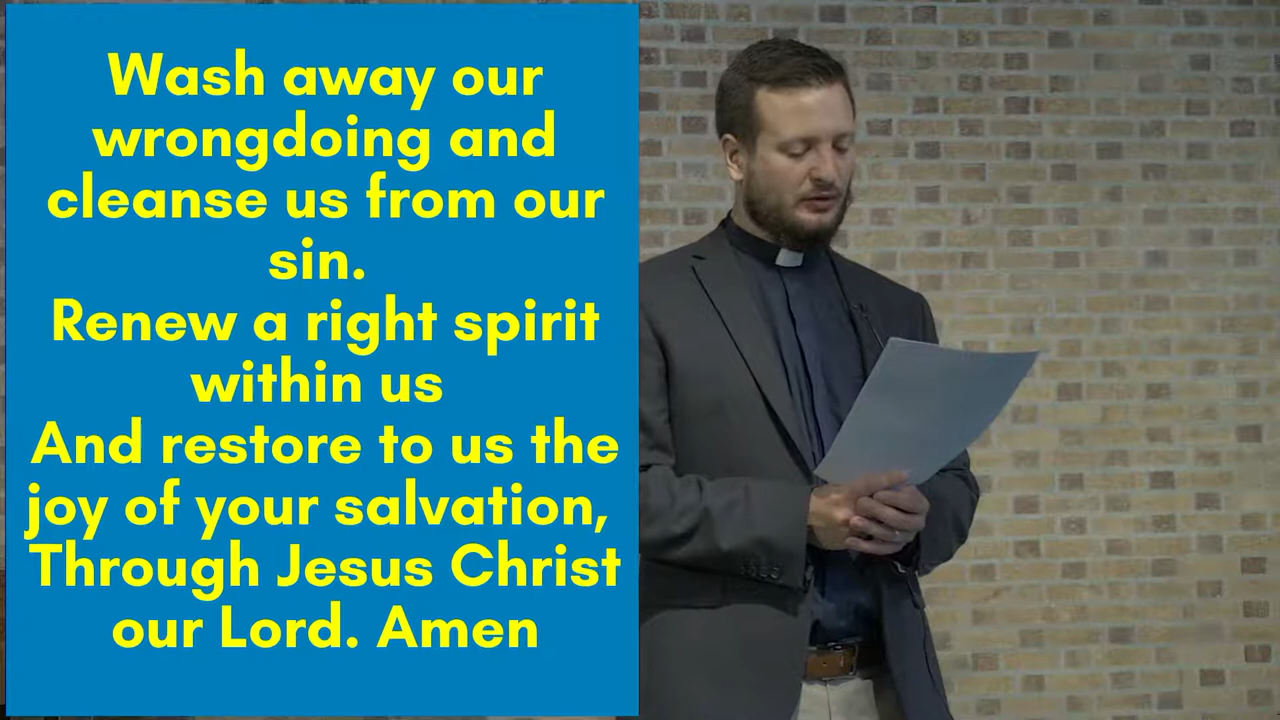 Wash away our
wrongdoing and
cleanse us from our
sin.
Renew a right spirit
within us
And restore to us the
joy of your salvation,
Through Jesus Christ
our Lord. Amen